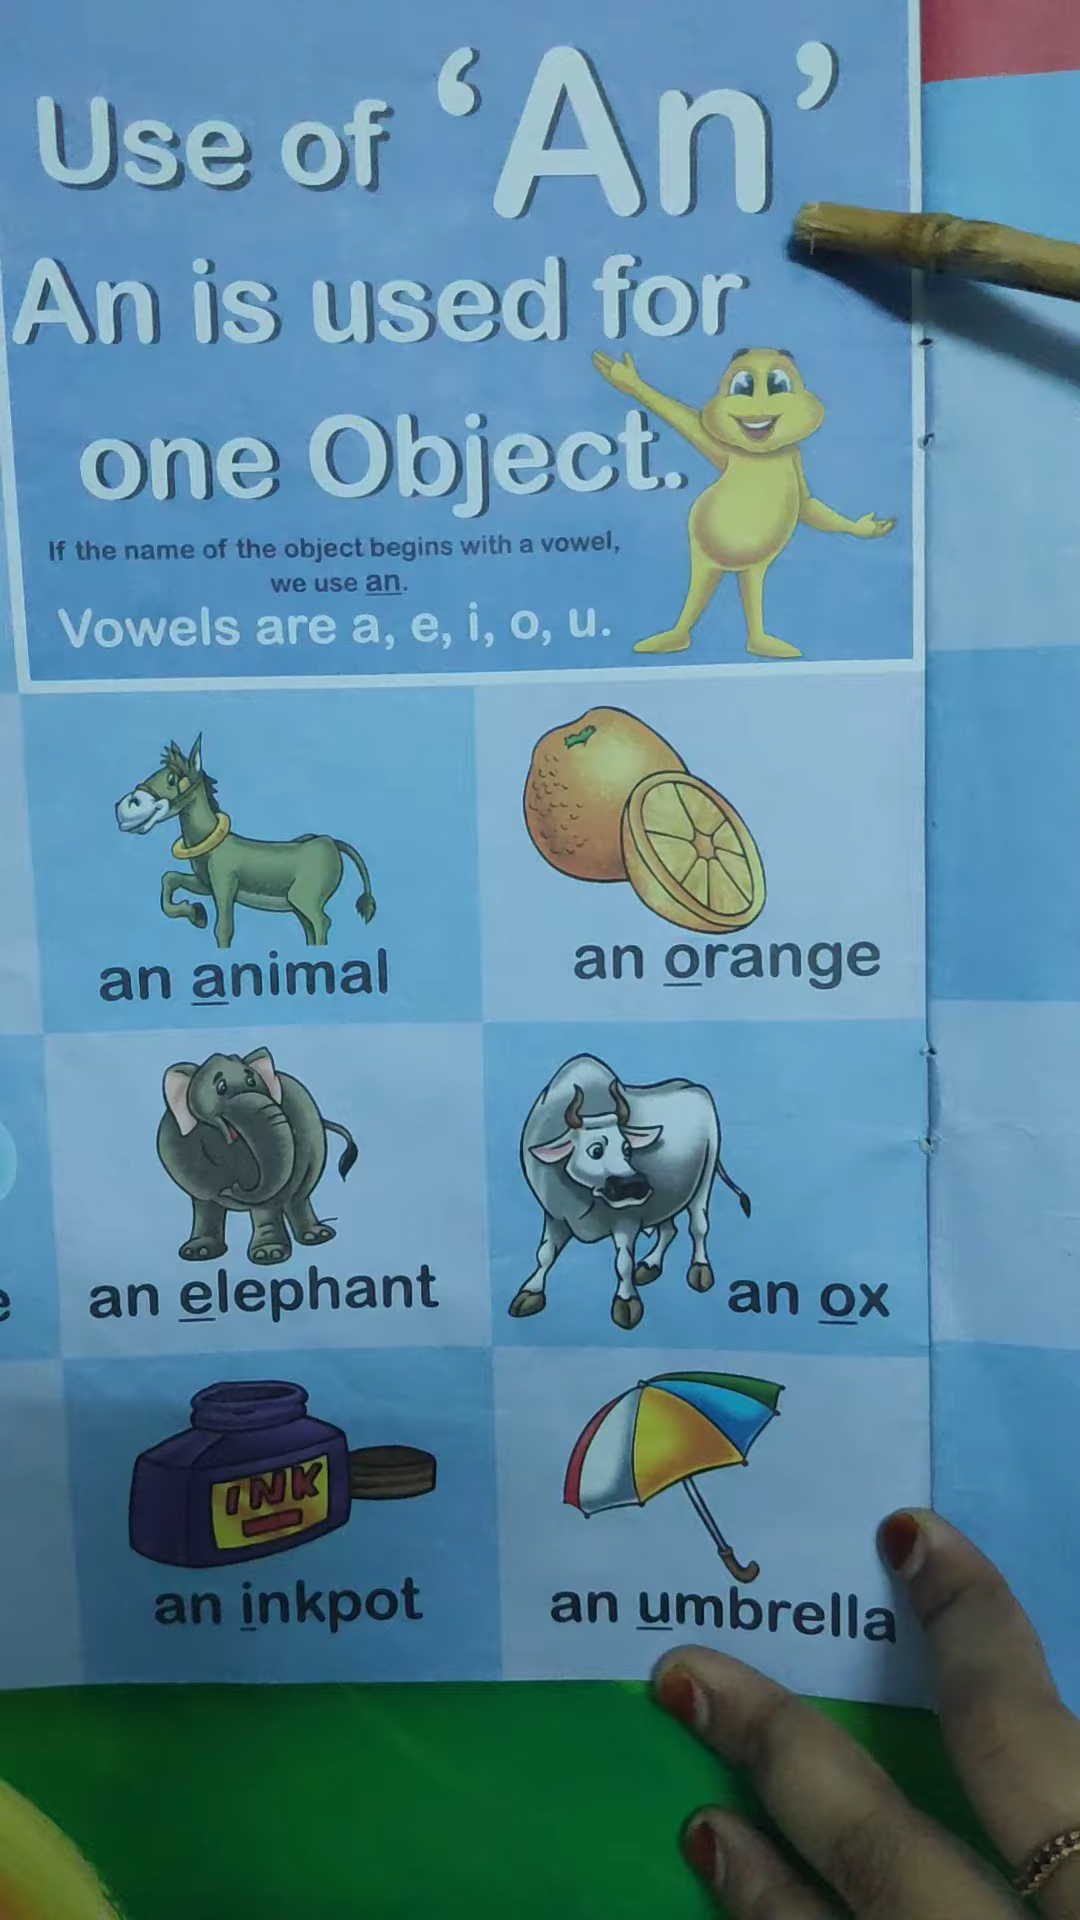 Use of ‘An’
An is used for
one Object.
If the name of the object begins with a vowel,
we use an.
Vowels are a, e, i, o, u.
an animal
an orange
an elephant
an ox
INK
an inkpot
an umbrella